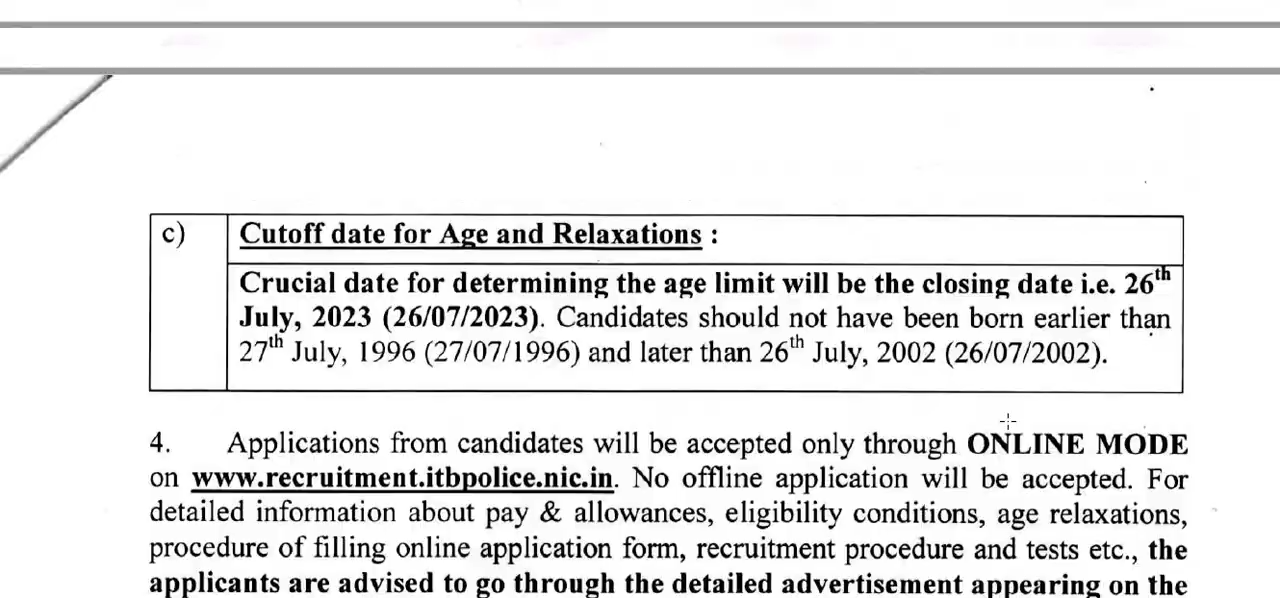 c) Cutoff date for Age and Relaxations :
Crucial date for determining the age limit will be the closing date i.e. 26th
July, 2023 (26/07/2023). Candidates should not have been born earlier than
27th July, 1996 (27/07/1996) and later than 26th July, 2002 (26/07/2002).
4. Applications from candidates will be accepted only through ONLINE MODE
on www.recruitment.itbpolice.nic.in. No offline application will be accepted. For
detailed information about pay & allowances, eligibility conditions, age relaxations,
procedure of filling online application form, recruitment procedure and tests etc., the
applicants are advised to go through the detailed advertisement appearing on the